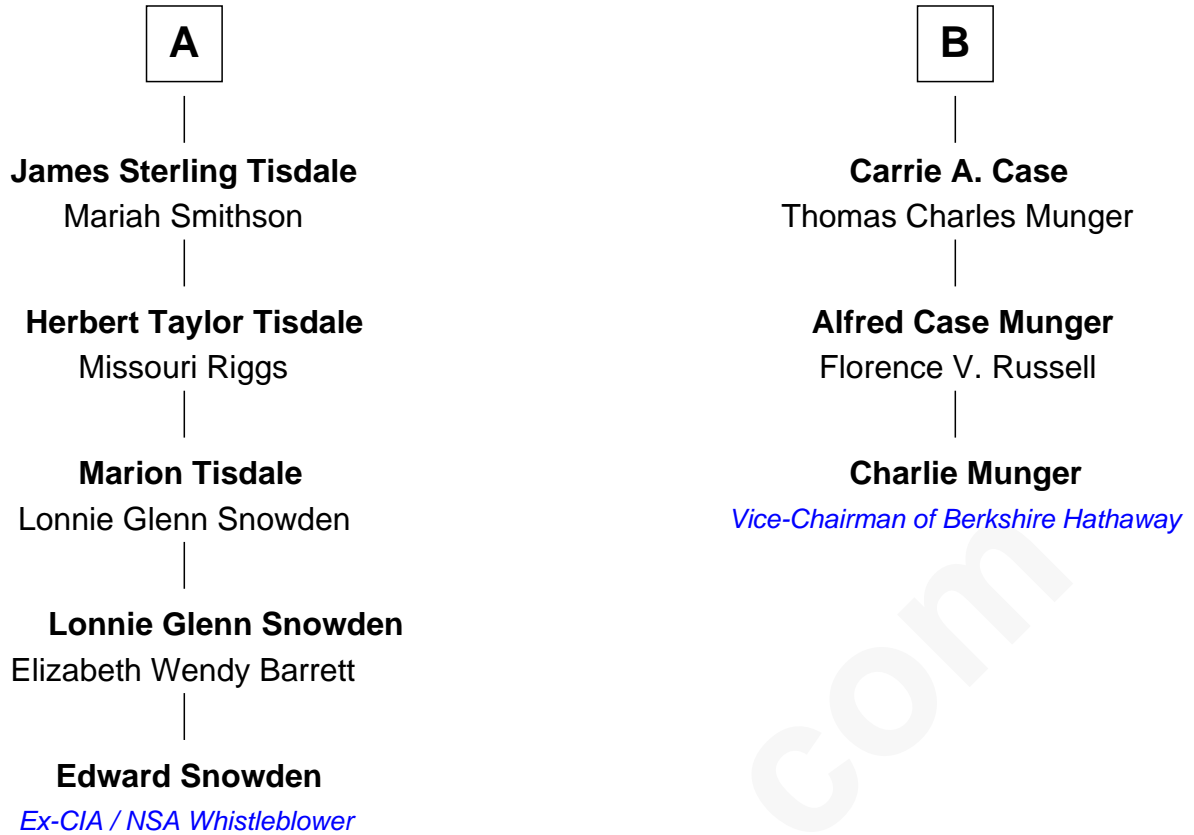 A
James Sterling Tisdale
Mariah Smithson
Herbert Taylor Tisdale
Missouri Riggs
Marion Tisdale
Lonnie Glenn Snowden
Lonnie Glenn Snowden
Elizabeth Wendy Barrett
Edward Snowden
Ex-CIA / NSA Whistleblower
B
Carrie A. Case
Thomas Charles Munger
Alfred Case Munger
Florence V. Russell
Charlie Munger
Vice-Chairman of Berkshire Hathaway
com